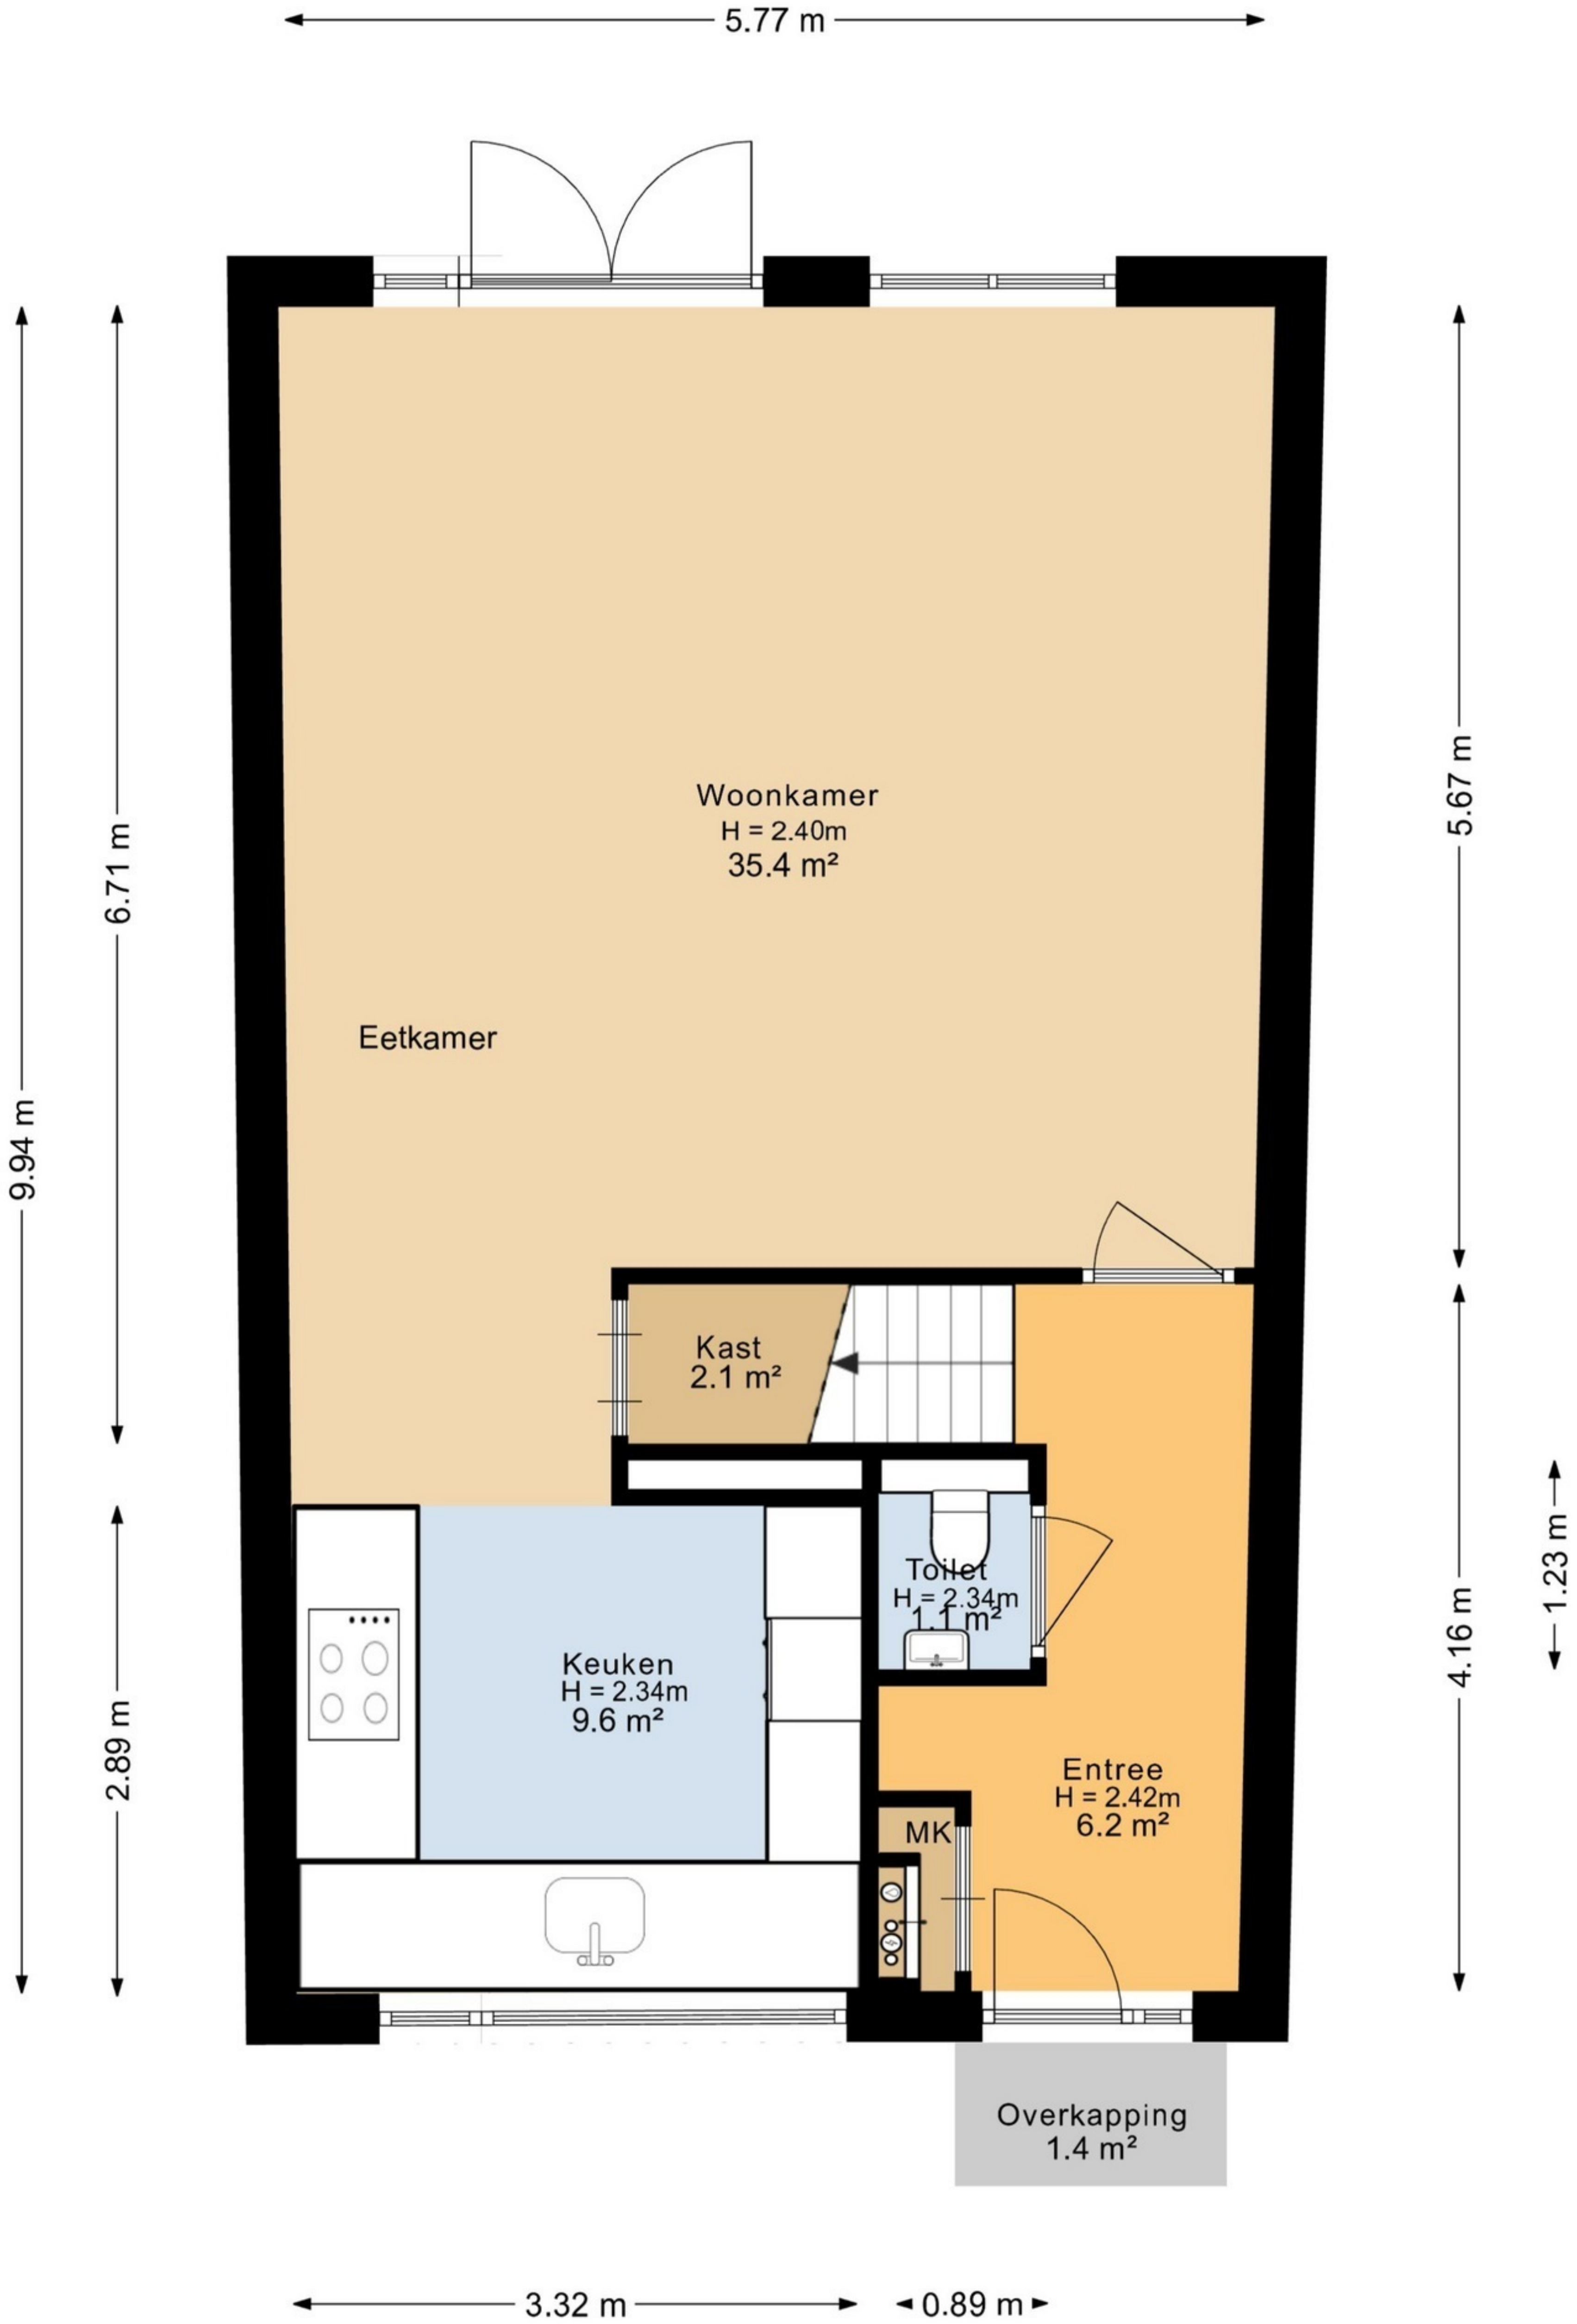 5.77 m
Woonkamer
H = 2.40m
35.4 m²
5.67 m
6.71 m
Eetkamer
9.94 m
Kast
2.1 m²
Toilet
H = 2.34m
1.1 m²
1.23 m
4.16 m
Keuken
H = 2.34m
9.6 m²
2.89 m
Entree
H = 2.42m
6.2 m²
MK
Overkapping
1.4 m²
3.32 m
0.89 m